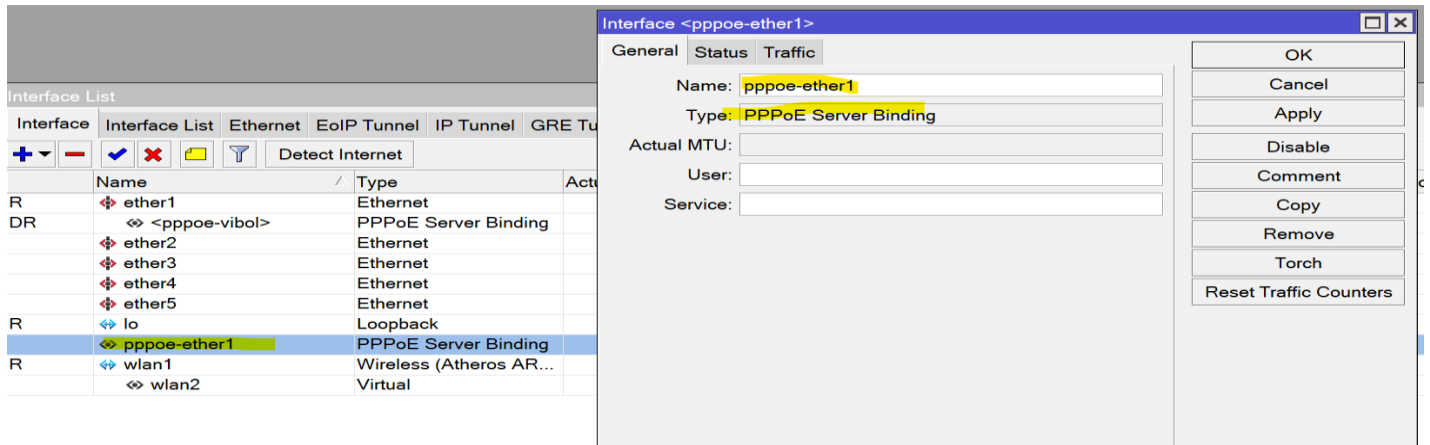 Interface <pppoe-ether1>
General Status Traffic
Name: pppoe-ether1
Type: PPPoE Server Binding
Actual MTU:
User:
Service:
OK
Cancel
Apply
Disable
Comment
Copy
Remove
Torch
Reset Traffic Counters
Interface List
Interface Interface List Ethernet EoIP Tunnel IP Tunnel GRE Tu
Detect Internet
Name Type Actu
R ether1 Ethernet
DR <pppoe-vibol> PPPoE Server Binding
ether2 Ethernet
ether3 Ethernet
ether4 Ethernet
ether5 Ethernet
R lo Loopback
pppoe-ether1 PPPoE Server Binding
R wlan1 Wireless (Atheros AR...
wlan2 Virtual